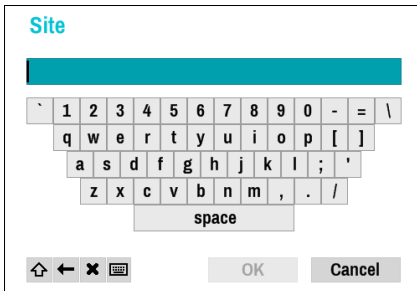 Site
` 1 2 3 4 5 6 7 8 9 0 - = \
q w e r t y u i o p [ ]
a s d f g h j k l ; '
z x c v b n m , . /
space
OK Cancel